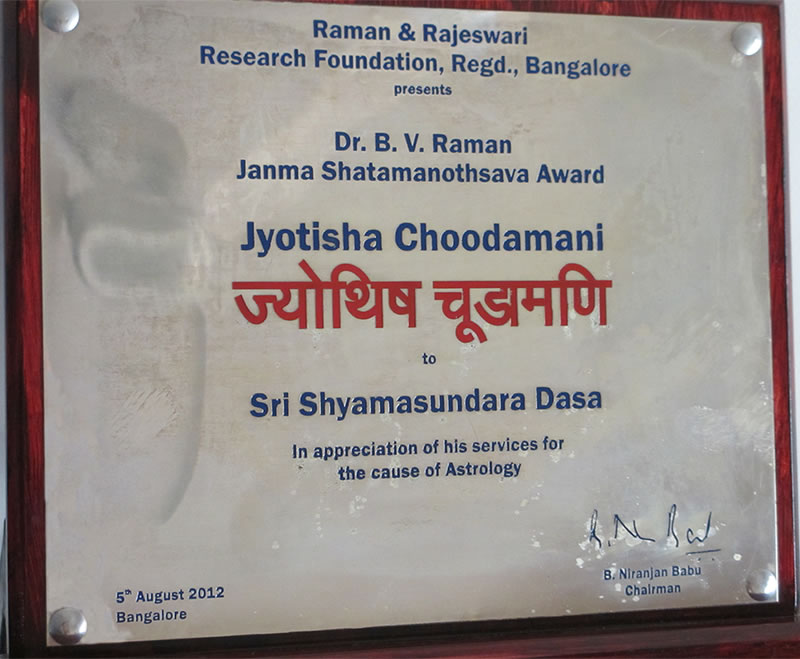 Raman & Rajeswari
Research Foundation, Regd., Bangalore
presents
Dr. B. V. Raman
Janma Shatamanothsava Award
Jyotisha Choodamani
ज्योथिष चूडामणि
to
Sri Shyamasundara Dasa
In appreciation of his services for
the cause of Astrology
B. Niranjan Babu
Chairman
5th August 2012
Bangalore